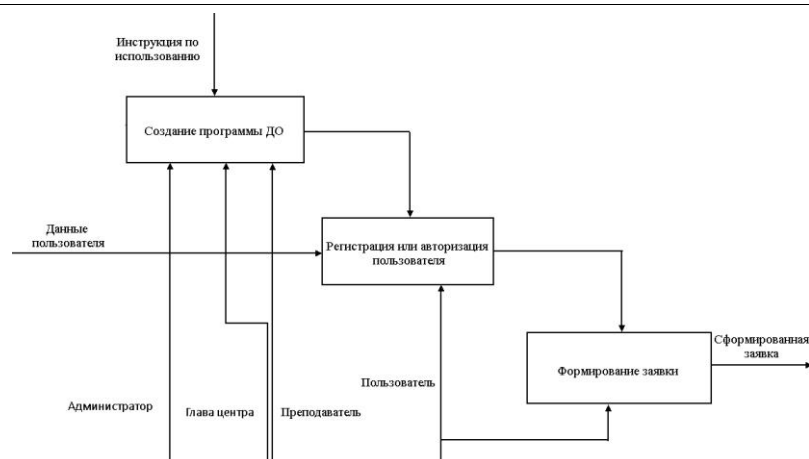 Инструкция по
использованию
Создание программы ДО
Данные
пользователя
Регистрация или авторизация
пользователя
Сформированная
заявка
Формирование заявки
Пользователь
Администратор
Глава центра
Преподаватель